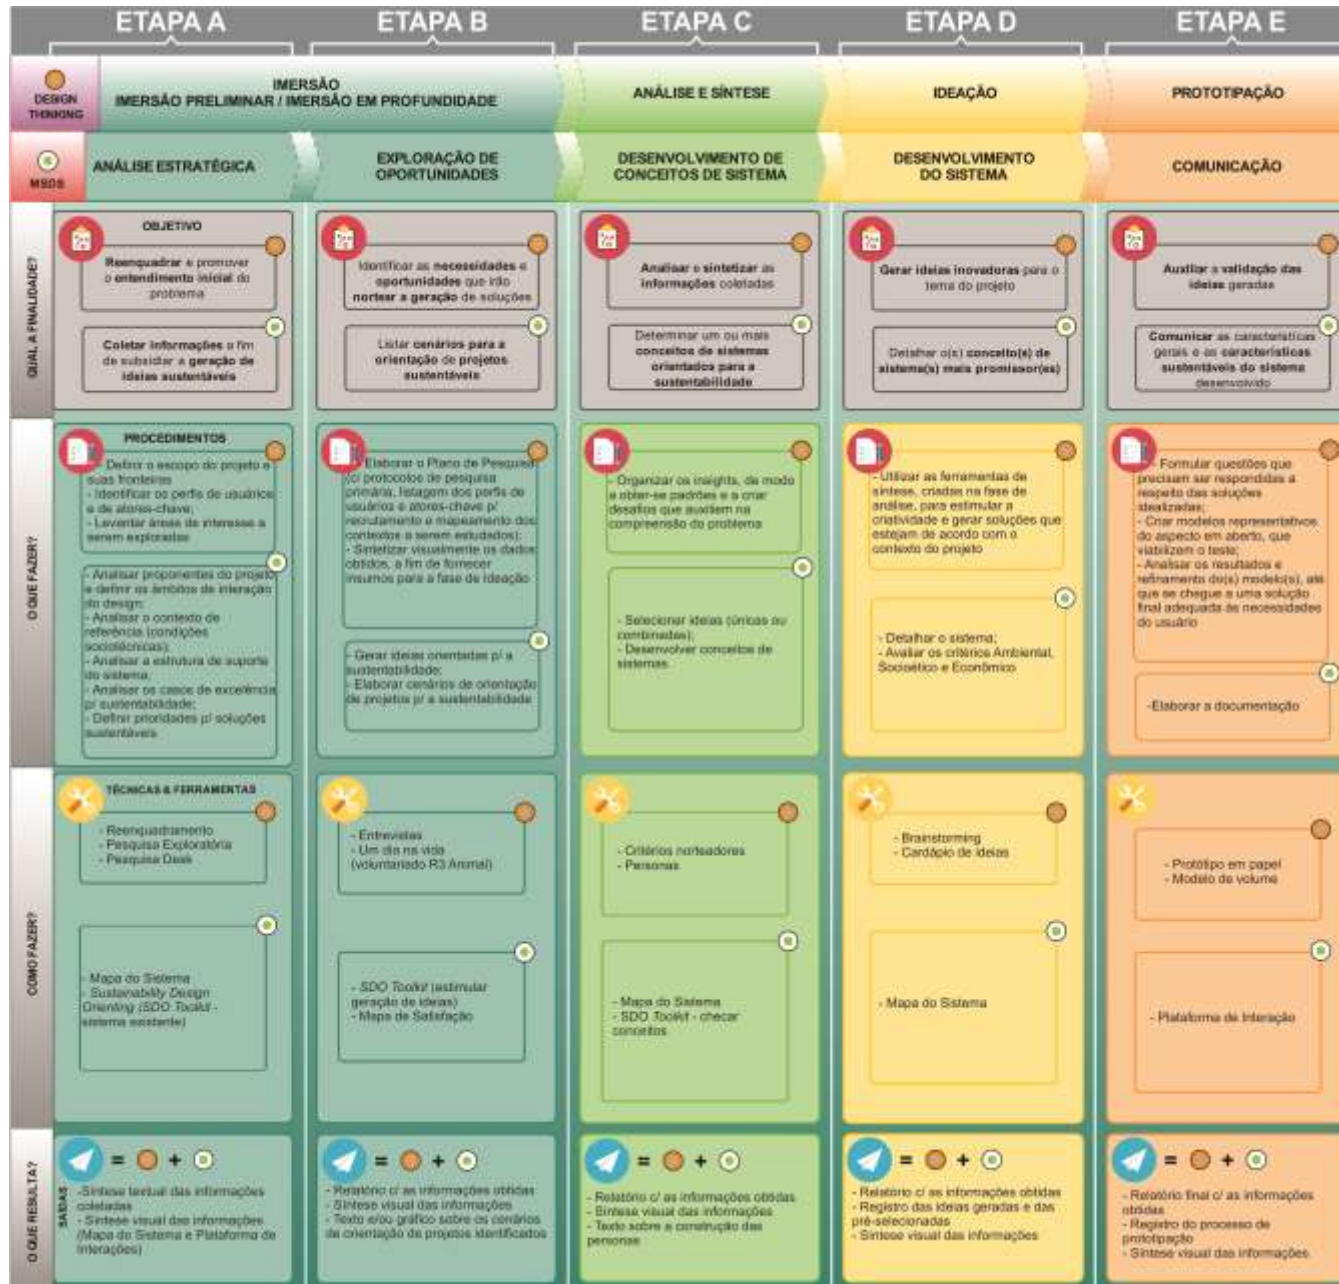 ETAPA A
ETAPA B
ETAPA C
ETAPA D
ETAPA E
DESIGN
THINKING
IMERSÃO
IMERSÃO PRELIMINAR / IMERSÃO EM PROFUNDIDADE
ANÁLISE E SÍNTESE
IDEAÇÃO
PROTOTIPAÇÃO
MSDS
ANÁLISE ESTRATÉGICA
EXPLORAÇÃO DE
OPORTUNIDADES
DESENVOLVIMENTO DE
CONCEITOS DE SISTEMA
DESENVOLVIMENTO
DO SISTEMA
COMUNICAÇÃO
QUAL A FINALIDADE?
OBJETIVO
Reenquadrar e promover
o entendimento inicial do
problema
Coletar informações a fim
de subsidiar a geração de
ideias sustentáveis
Identificar as necessidades e
oportunidades que irão
nortear a geração de soluções
Listar cenários para a
orientação de projetos
sustentáveis
Analisar e sintetizar as
informações coletadas
Determinar um ou mais
conceitos de sistemas
orientados para a
sustentabilidade
Gerar ideias inovadoras para o
tema do projeto
Detalhar o(s) conceito(s) de
sistema(s) mais promissor(es)
Auxiliar a validação das
ideias geradas
Comunicar as características
gerais e as características
sustentáveis do sistema
desenvolvido
O QUE FAZER?
PROCEDIMENTOS
- Definir o escopo do projeto e
suas fronteiras
- Identificar os perfis de usuários
e de atores-chave;
- Levantar áreas de interesse a
serem exploradas
- Analisar proponentes do projeto
e definir os âmbitos de interação
do design;
- Analisar o contexto de
referência (condições
sociotécnicas);
- Analisar a estrutura de suporte
do sistema;
- Analisar os casos de excelência
p/ sustentabilidade;
- Definir prioridades p/ soluções
sustentáveis
Elaborar o Plano de Pesquisa
(c/ protocolos de pesquisa
primária, listagem dos perfis de
usuários e atores-chave p/
recrutamento e mapeamento dos
contextos a serem estudados);
- Sintetizar visualmente os dados
obtidos, a fim de fornecer
insumos para a fase de ideação
- Gerar ideias orientadas p/ a
sustentabilidade;
- Elaborar cenários de orientação
de projetos p/ a sustentabilidade
- Organizar os insights, de modo
a obter-se padrões e a criar
desafios que auxiliem na
compreensão do problema
- Selecionar ideias (únicas ou
combinadas);
- Desenvolver conceitos de
sistemas
- Utilizar as ferramentas de
síntese, criadas na fase de
análise, para estimular a
criatividade e gerar soluções que
estejam de acordo com o
contexto do projeto
- Detalhar o sistema;
- Avaliar os critérios Ambiental,
Socioético e Econômico
- Formular questões que
precisam ser respondidas a
respeito das soluções
idealizadas;
- Criar modelos representativos
do aspecto em aberto, que
viabilizem o teste;
- Analisar os resultados e
refinamento do(s) modelo(s), até
que se chegue a uma solução
final adequada às necessidades
do usuário
-Elaborar a documentação
COMO FAZER?
TÉCNICAS & FERRAMENTAS
- Reenquadramento
- Pesquisa Exploratória
- Pesquisa Desk
- Mapa do Sistema
- Sustainability Design
Orienting (SDO Toolkit -
sistema existente)
- Entrevistas
- Um dia na vida
(voluntariado R3 Animal)
- SDO Toolkit (estimular
geração de ideias)
- Mapa de Satisfação
- Critérios norteadores
- Personas
- Mapa do Sistema
- SDO Toolkit - checar
conceitos
- Brainstorming
- Cardápio de Ideias
- Mapa do Sistema
- Protótipo em papel
- Modelo de volume
- Plataforma de Interação
O QUE RESULTA?
SAÍDAS
= +
-Síntese textual das informações
coletadas
- Síntese visual das informações
(Mapa do Sistema e Plataforma de
Interações)
= +
- Relatório c/ as informações obtidas
- Síntese visual das informações
- Texto e/ou gráfico sobre os cenários
de orientação de projetos identificados
= +
- Relatório c/ as informações obtidas
- Síntese visual das informações
- Texto sobre a construção das
personas
= +
- Relatório c/ as informações obtidas
- Registro das ideias geradas e das
pré-selecionadas
- Síntese visual das informações
= +
- Relatório final c/ as informações
obtidas
- Registro do processo de
prototipação
- Síntese visual das informações